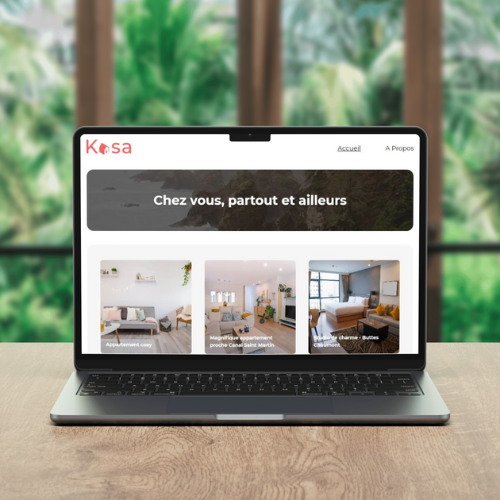 Kasa
Accueil
A Propos
Chez vous, partout et ailleurs
Appartement cosy
Magnifique appartement
proche Canal Saint Martin
Studio de charme - Buttes
Chaumont